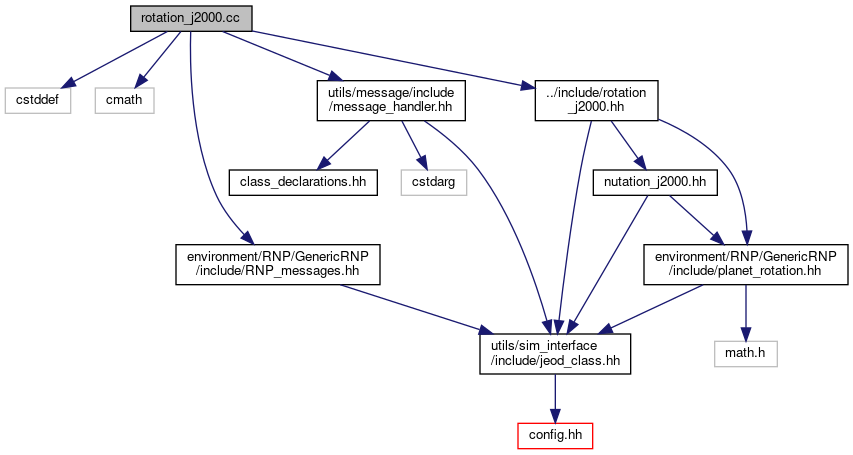 rotation_j2000.cc
cstddef
cmath
utils/message/include
/message_handler.hh
../include/rotation
_j2000.hh
class_declarations.hh
cstdarg
nutation_j2000.hh
environment/RNP/GenericRNP
/include/RNP_messages.hh
environment/RNP/GenericRNP
/include/planet_rotation.hh
utils/sim_interface
/include/jeod_class.hh
math.h
config.hh